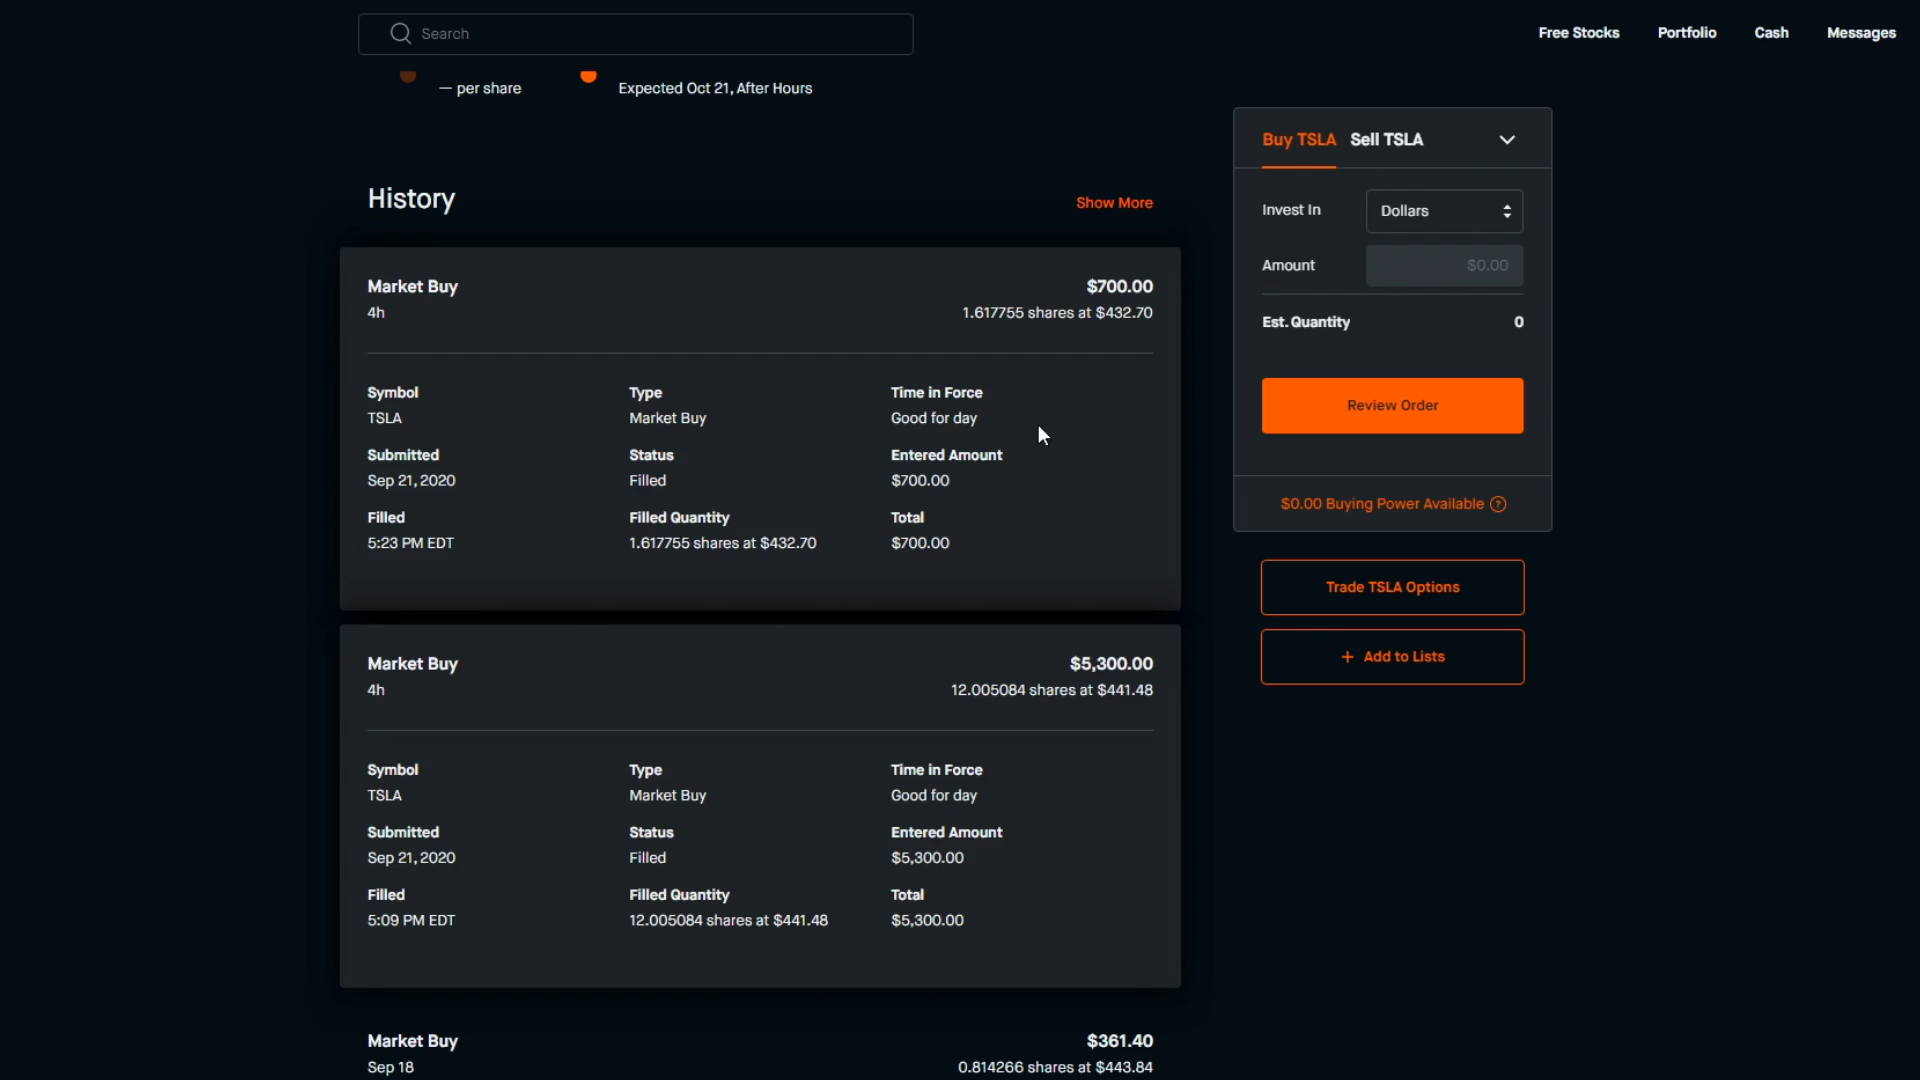 Search
Free Stocks Portfolio Cash Messages
— per share Expected Oct 21, After Hours
History Show More
Market Buy $700.00
4h 1.617755 shares at $432.70
Symbol Type Time in Force
TSLA Market Buy Good for day
Submitted Status Entered Amount
Sep 21, 2020 Filled $700.00
Filled Filled Quantity Total
5:23 PM EDT 1.617755 shares at $432.70 $700.00
Market Buy $5,300.00
4h 12.005084 shares at $441.48
Symbol Type Time in Force
TSLA Market Buy Good for day
Submitted Status Entered Amount
Sep 21, 2020 Filled $5,300.00
Filled Filled Quantity Total
5:09 PM EDT 12.005084 shares at $441.48 $5,300.00
Market Buy $361.40
Sep 18 0.814266 shares at $443.84
Buy TSLA Sell TSLA
Invest In Dollars
Amount $0.00
Est. Quantity 0
Review Order
$0.00 Buying Power Available ?
Trade TSLA Options
+ Add to Lists